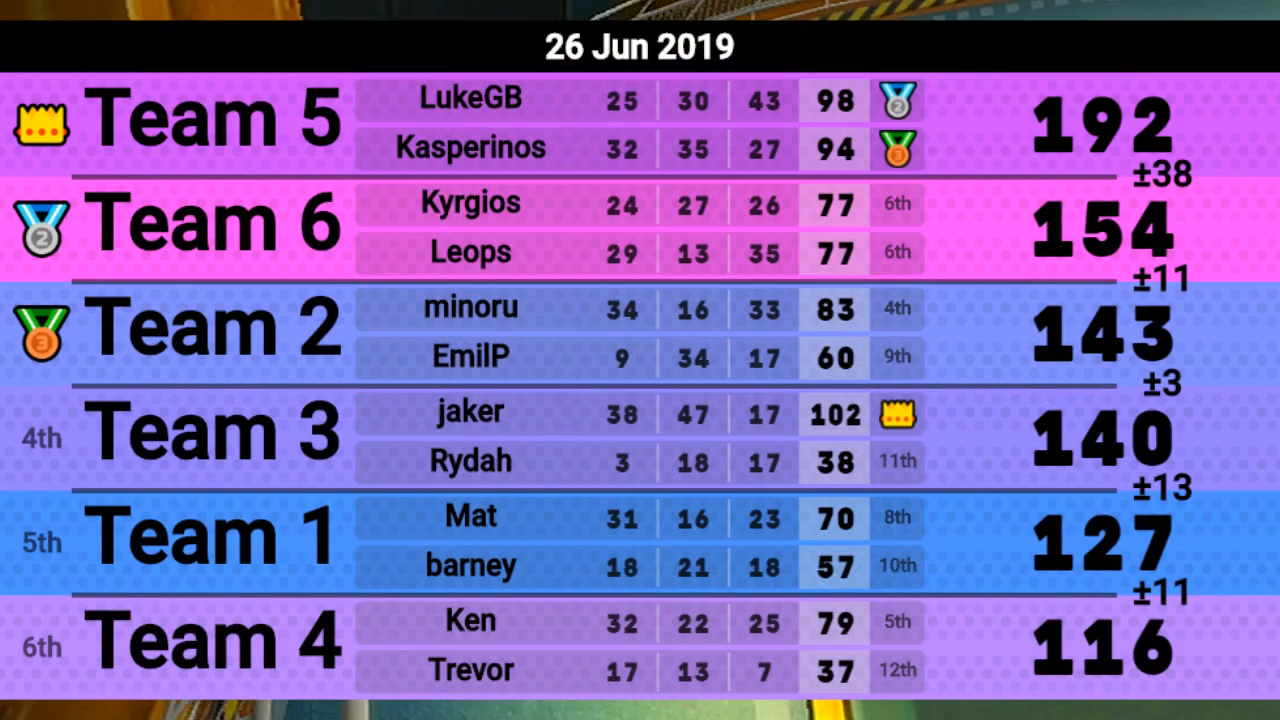 26 Jun 2019
Team 5
LukeGB 25 30 43 98 2
Kasperinos 32 35 27 94 3
192
±38
2
Team 6
Kyrgios 24 27 26 77 6th
Leops 29 13 35 77 6th
154
±11
3
Team 2
minoru 34 16 33 83 4th
EmilP 9 34 17 60 9th
143
±3
4th
Team 3
jaker 38 47 17 102
Rydah 3 18 17 38 11th
140
±13
5th
Team 1
Mat 31 16 23 70 8th
barney 18 21 18 57 10th
127
±11
6th
Team 4
Ken 32 22 25 79 5th
Trevor 17 13 7 37 12th
116